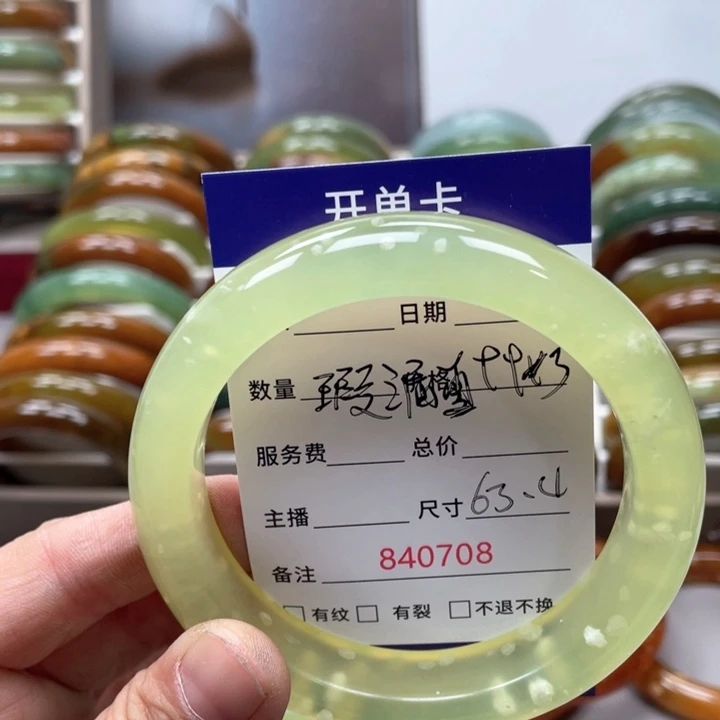 开单卡
日期
数量
服务费 总价
主播 尺寸 63.4
备注 840708
有纹 有裂 不退不换